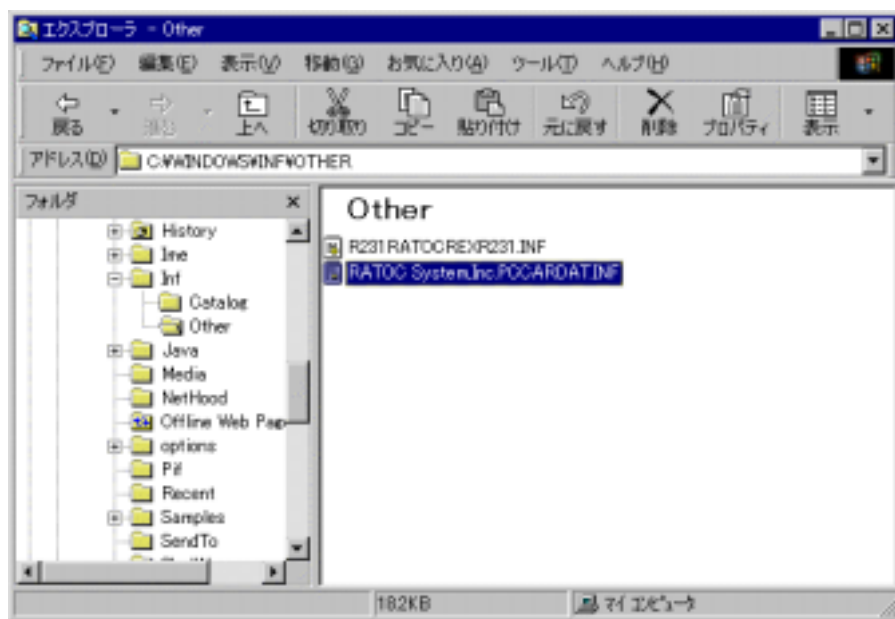 エクスプローラ - Other
ファイル(F) 編集(E) 表示(V) 移動(G) お気に入り(A) ツール(T) ヘルプ(H)
戻る 進む 上へ 切り取り コピー 貼り付け 元に戻す 削除 プロパティ 表示
アドレス(D) C:¥WINDOWS¥INF¥OTHER
フォルダ
History
Ime
Inf
Catalog
Other
Java
Media
NetHood
Offline Web Pag
options
Pif
Recent
Samples
SendTo
Other
R231RATOCREXR231.INF
RATOC System,Inc.PCCARDAT.INF
18.2KB マイ コンピュータ